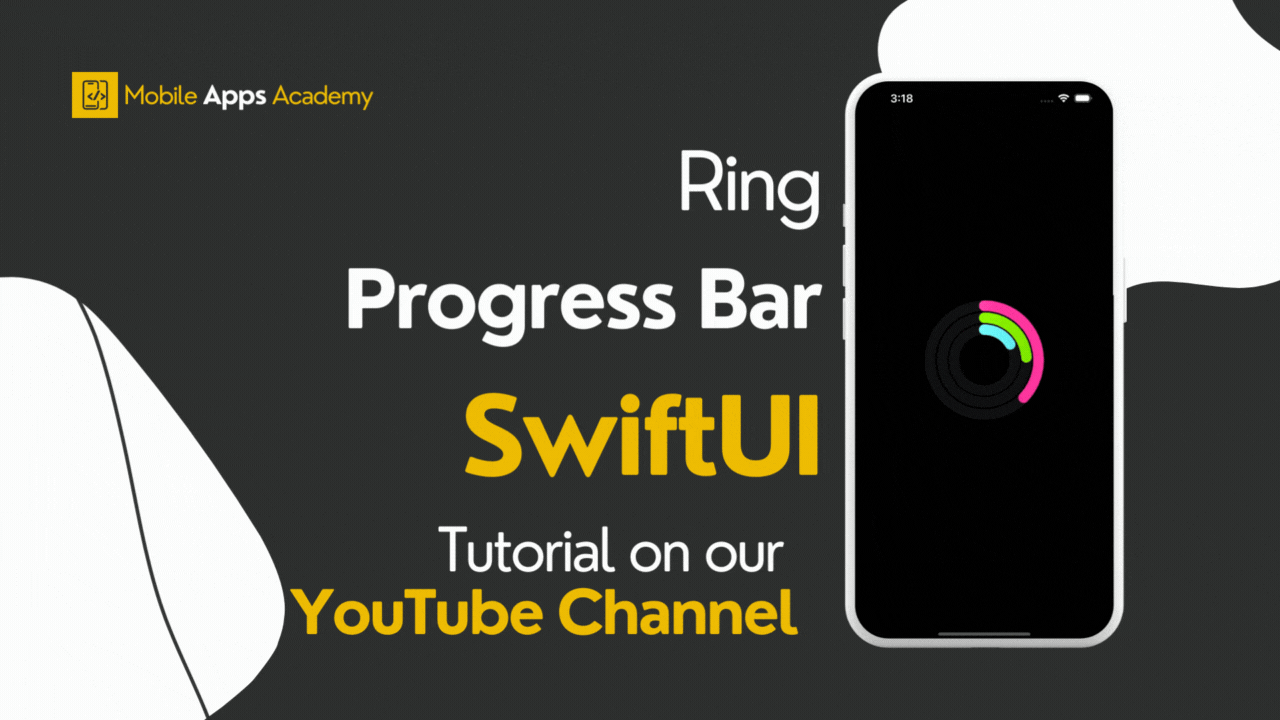 Mobile Apps Academy
3:18
Ring
Progress Bar
SwiftUI
Tutorial on our
YouTube Channel